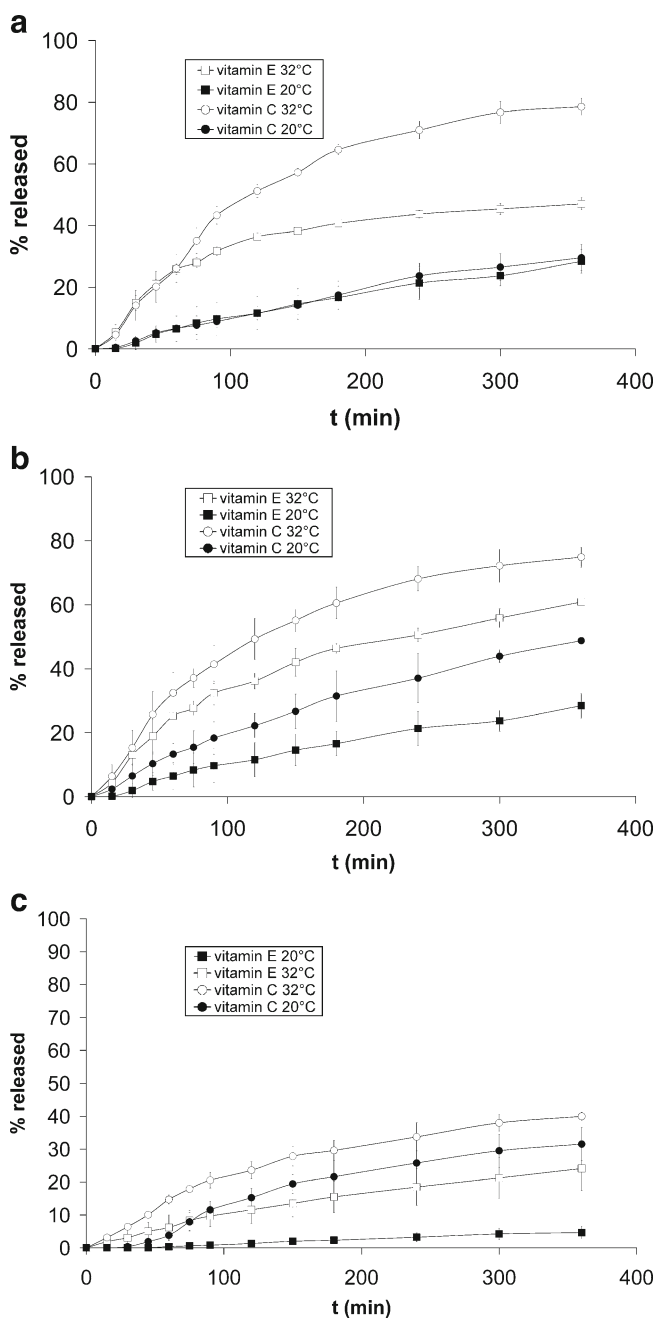 a
100
80
60
40
20
0
% released
vitamin E 32°C
vitamin E 20°C
vitamin C 32°C
vitamin C 20°C
0 100 200 300 400
t (min)
b
100
80
60
40
20
0
% released
vitamin E 32°C
vitamin E 20°C
vitamin C 32°C
vitamin C 20°C
0 100 200 300 400
t (min)
c
100
90
80
70
60
50
40
30
20
10
0
% released
vitamin E 20°C
vitamin E 32°C
vitamin C 32°C
vitamin C 20°C
0 100 200 300 400
t (min)